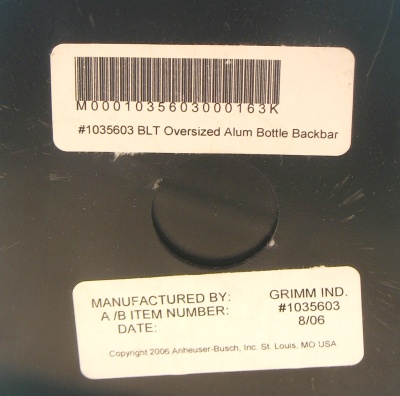 M0001035603000163K
#1035603 BLT Oversized Alum Bottle Backbar
MANUFACTURED BY: GRIMM IND.
A /B ITEM NUMBER: #1035603
DATE: 8/06
Copyright 2006 Anheuser-Busch, Inc. St. Louis, MO USA